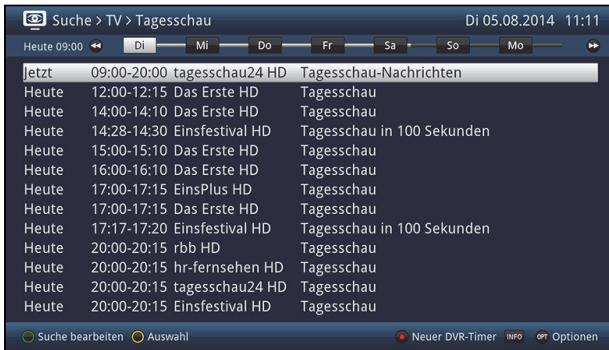 Suche > TV > Tagesschau Di 05.08.2014 11:11
Heute 09:00 Di Mi Do Fr Sa So Mo
Jetzt 09:00-20:00 tagesschau24 HD Tagesschau-Nachrichten
Heute 12:00-12:15 Das Erste HD Tagesschau
Heute 14:00-14:10 Das Erste HD Tagesschau
Heute 14:28-14:30 Einsfestival HD Tagesschau in 100 Sekunden
Heute 15:00-15:10 Das Erste HD Tagesschau
Heute 16:00-16:10 Das Erste HD Tagesschau
Heute 17:00-17:15 EinsPlus HD Tagesschau
Heute 17:00-17:15 Das Erste HD Tagesschau
Heute 17:17-17:20 Einsfestival HD Tagesschau in 100 Sekunden
Heute 20:00-20:15 rbb HD Tagesschau
Heute 20:00-20:15 hr-fernsehen HD Tagesschau
Heute 20:00-20:15 tagesschau24 HD Tagesschau
Heute 20:00-20:15 Einsfestival HD Tagesschau
Suche bearbeiten Auswahl Neuer DVR-Timer INFO OPT Optionen